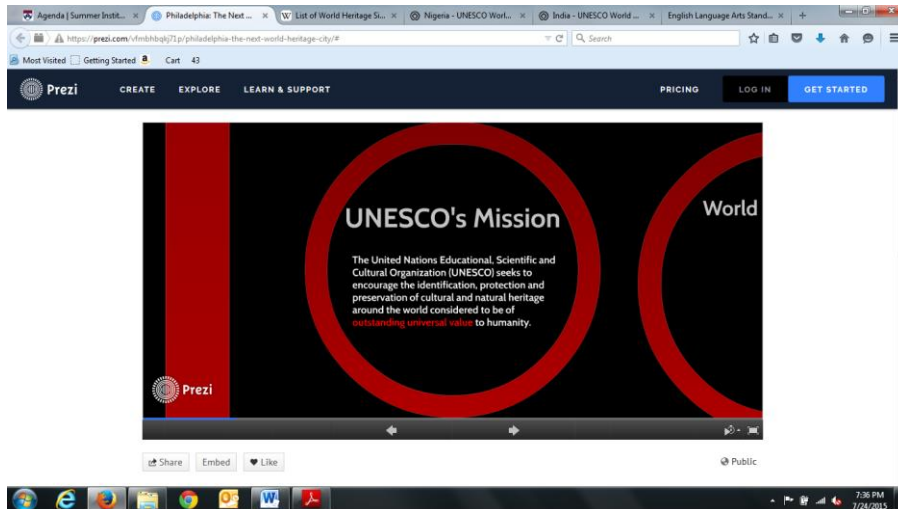 Agenda | Summer Instit...
Philadelphia: The Next ...
List of World Heritage Si...
Nigeria - UNESCO Worl...
India - UNESCO World ...
English Language Arts Stand...
https://prezi.com/vfmbhbqkj71p/philadelphia-the-next-world-heritage-city/#
Search
Most Visited
Getting Started
Cart
43
Prezi
CREATE
EXPLORE
LEARN & SUPPORT
PRICING
LOG IN
GET STARTED
UNESCO's Mission
The United Nations Educational, Scientific and
Cultural Organization (UNESCO) seeks to
encourage the identification, protection and
preservation of cultural and natural heritage
around the world considered to be of
outstanding universal value to humanity.
World
Prezi
Share
Embed
Like
Public
7:36 PM
7/24/2015